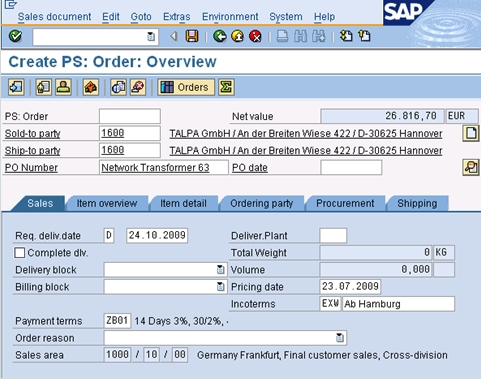 Sales document Edit Goto Extras Environment System Help
SAP
Create PS: Order: Overview
Orders
PS: Order Net value 26.816,70 EUR
Sold-to party 1600 TALPA GmbH / An der Breiten Wiese 422 / D-30625 Hannover
Ship-to party 1600 TALPA GmbH / An der Breiten Wiese 422 / D-30625 Hannover
PO Number Network Transformer 63 PO date
Sales Item overview Item detail Ordering party Procurement Shipping
Req. deliv.date D 24.10.2009 Deliver.Plant
Complete dlv. Total Weight 0 KG
Delivery block Volume 0,000
Billing block Pricing date 23.07.2009
Incoterms EXW Ab Hamburg
Payment terms ZB01 14 Days 3%, 30/2%, ·
Order reason
Sales area 1000 / 10 / 00 Germany Frankfurt, Final customer sales, Cross-division